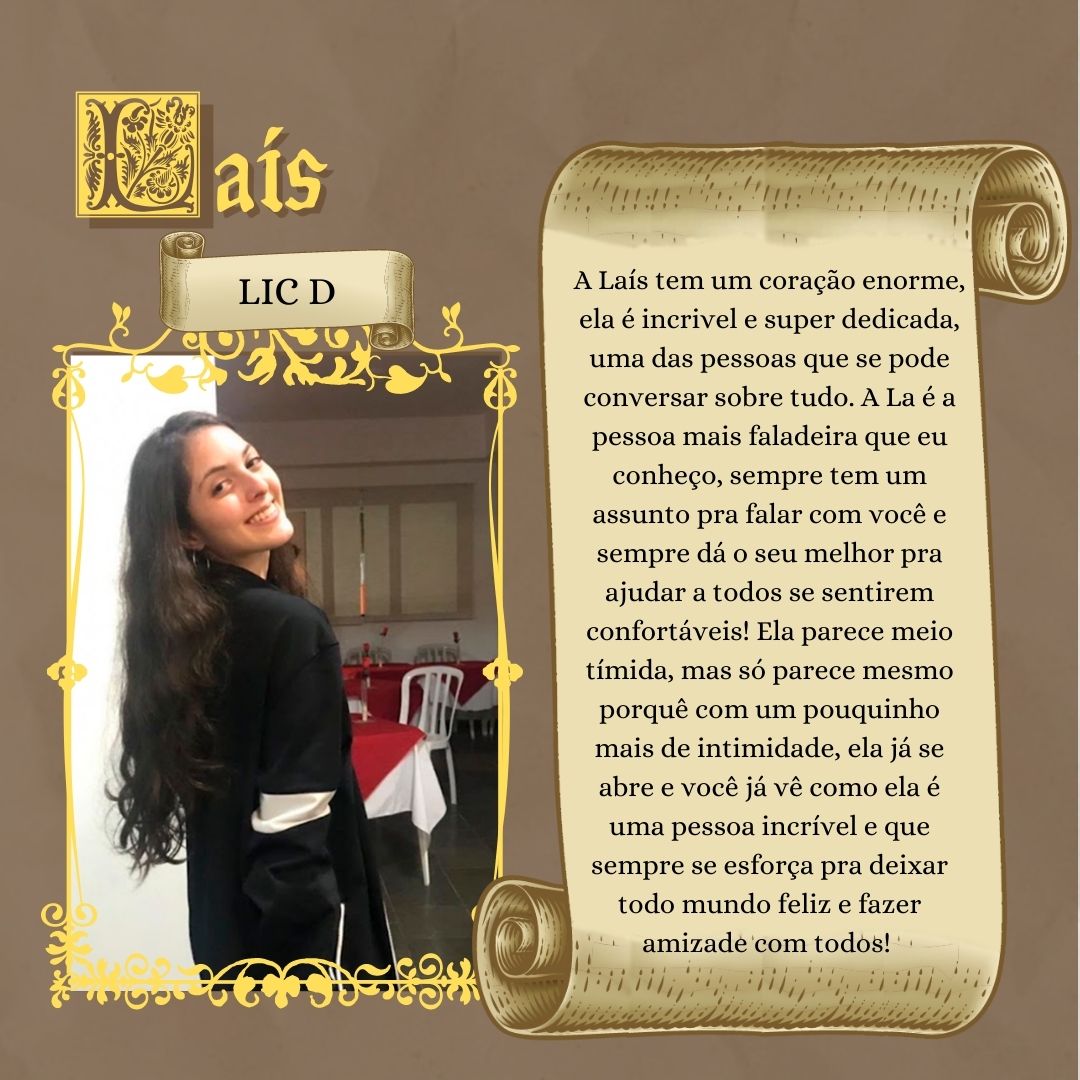 Laís
LIC D
A Laís tem um coração enorme,
ela é incrivel e super dedicada,
uma das pessoas que se pode
conversar sobre tudo. A La é a
pessoa mais faladeira que eu
conheço, sempre tem um
assunto pra falar com você e
sempre dá o seu melhor pra
ajudar a todos se sentirem
confortáveis! Ela parece meio
tímida, mas só parece mesmo
porquê com um pouquinho
mais de intimidade, ela já se
abre e você já vê como ela é
uma pessoa incrível e que
sempre se esforça pra deixar
todo mundo feliz e fazer
amizade com todos!